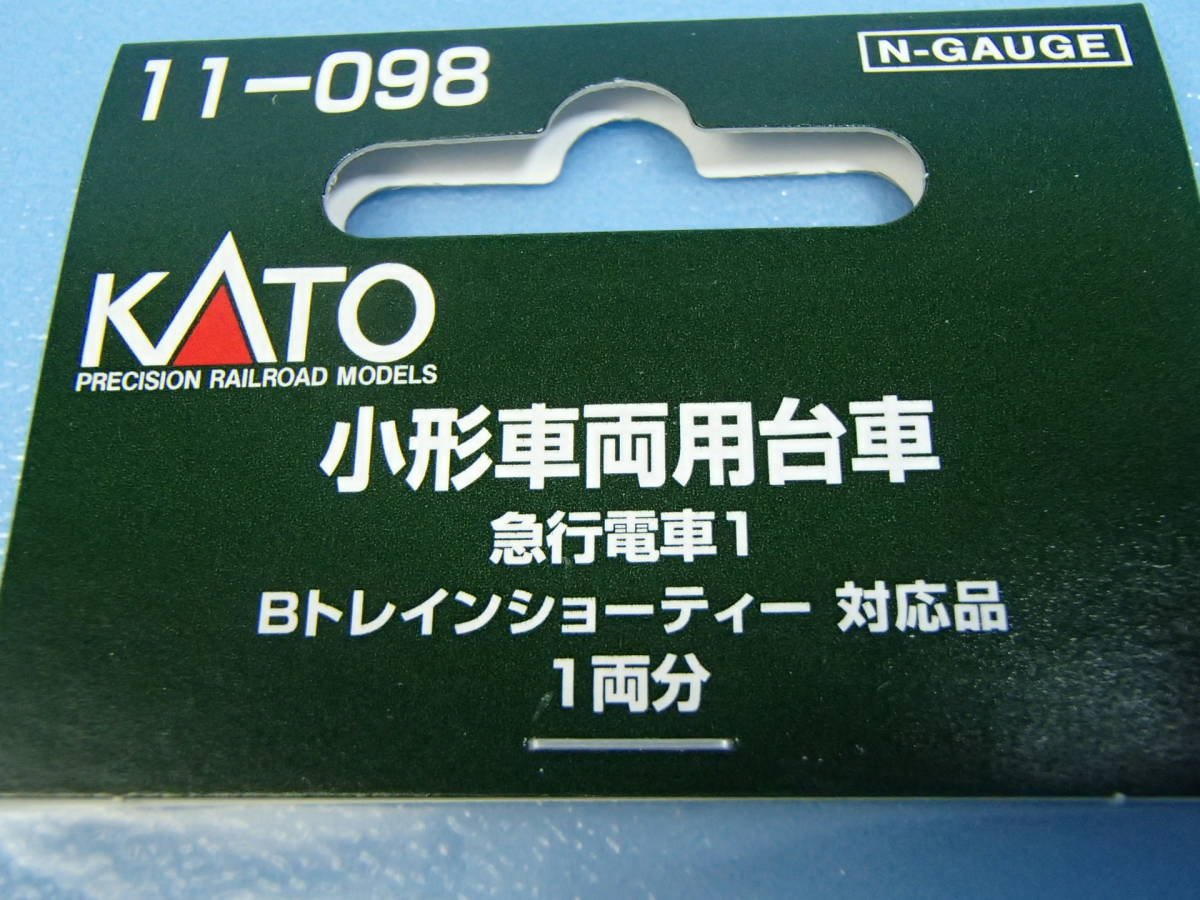 11-098
N-GAUGE
KATO
PRECISION RAILROAD MODELS
小形車両用台車
急行電車1
Bトレインショーティー 対応品
1両分